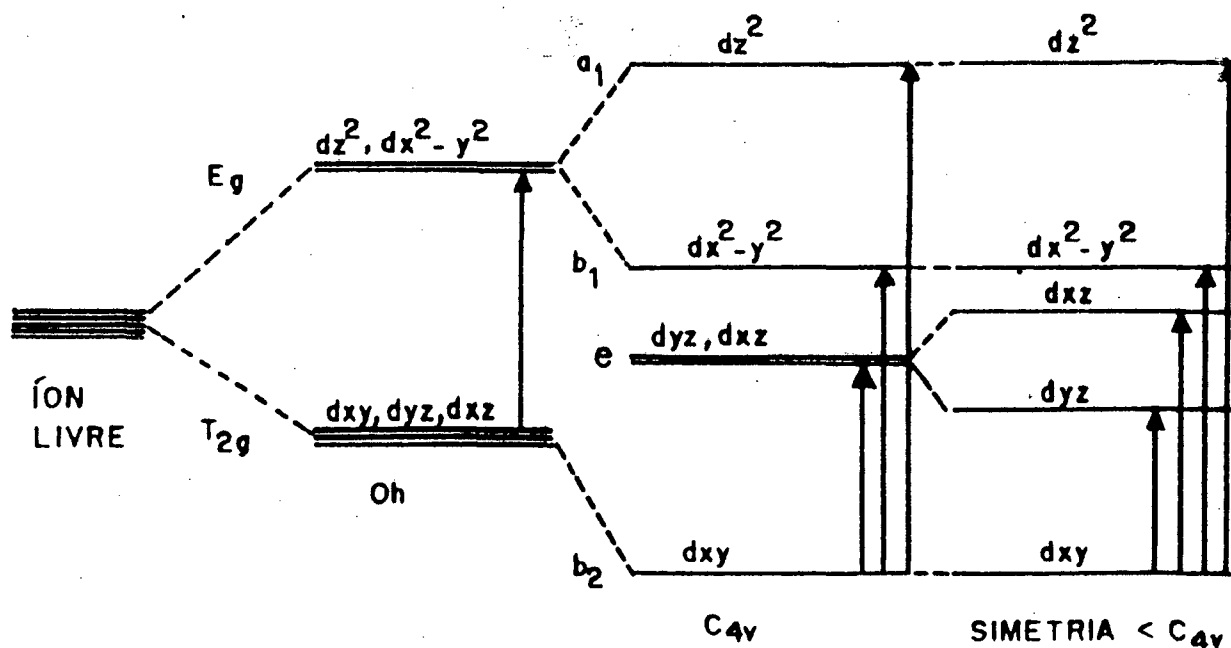 dz², dx²-y²
Eg
ÍON
LIVRE
T2g
dxy, dyz, dxz
Oh
a1
dz²
b1
dx²-y²
e
dyz, dxz
b2
dxy
C4v
dz²
dx²-y²
dxz
dyz
dxy
SIMETRIA < C4v